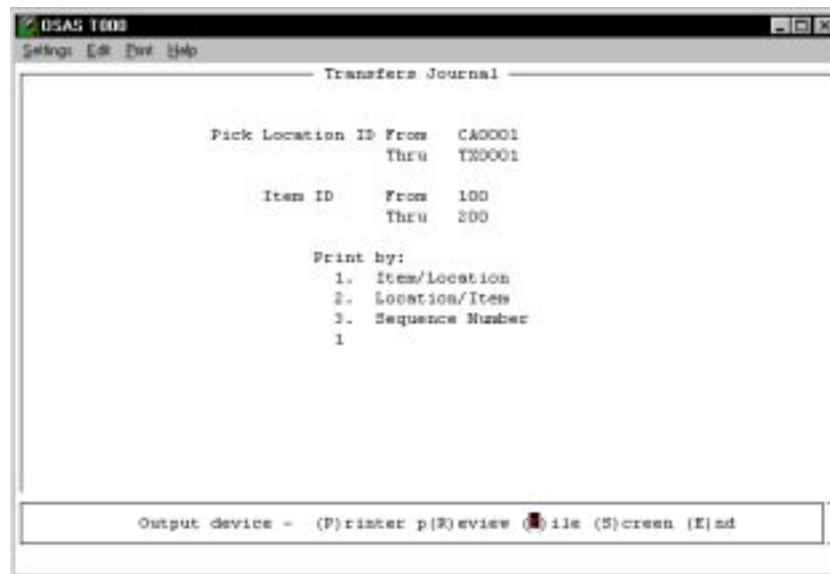 OSAS T000
Settings Edit Print Help
Transfers Journal
Pick Location ID From CA0001
Thru TX0001
Item ID From 100
Thru 200
Print by:
1. Item/Location
2. Location/Item
3. Sequence Number
1
Output device - (P)rinter p(R)eview ( )ile (S)creen (E)nd